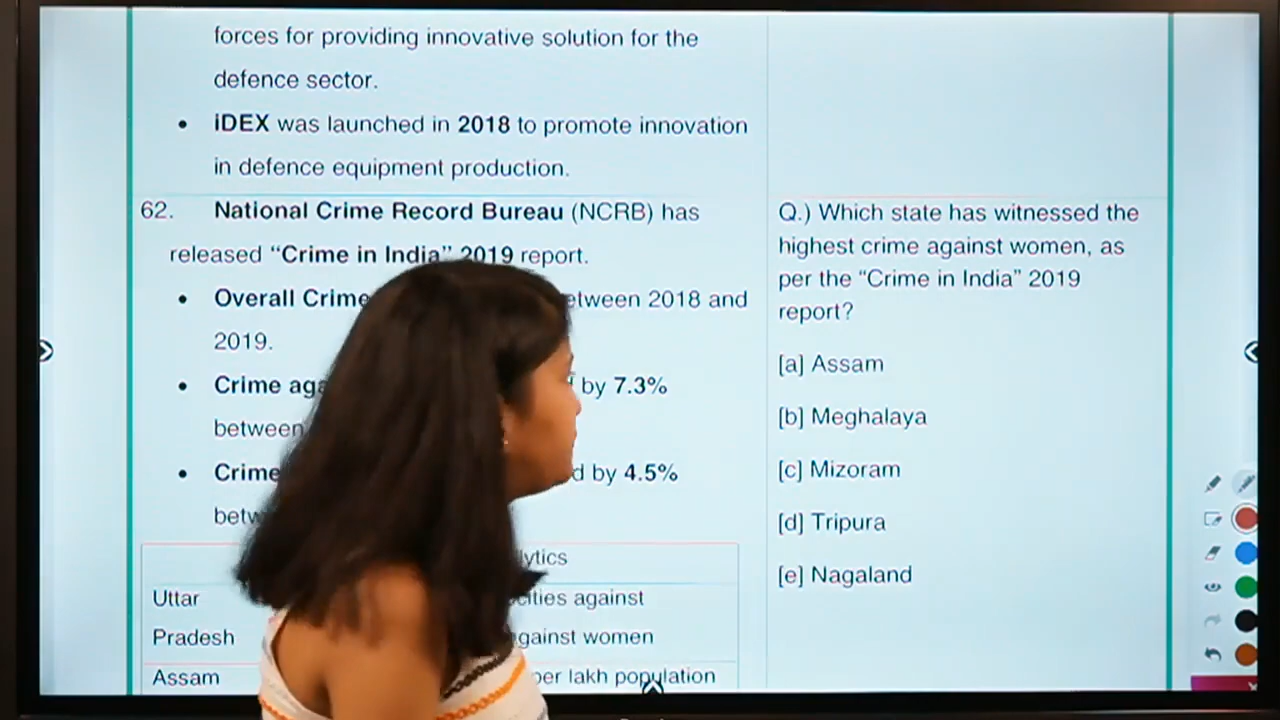 forces for providing innovative solution for the
defence sector.
• iDEX was launched in 2018 to promote innovation
in defence equipment production.
62. National Crime Record Bureau (NCRB) has
released “Crime in India” 2019 report.
• Overall Crime between 2018 and
2019.
• Crime by 7.3%
between
• Crime by 4.5%
Uttar against
Pradesh against women
Assam per lakh population
Q.) Which state has witnessed the
highest crime against women, as
per the “Crime in India” 2019
report?
[a] Assam
[b] Meghalaya
[c] Mizoram
[d] Tripura
[e] Nagaland